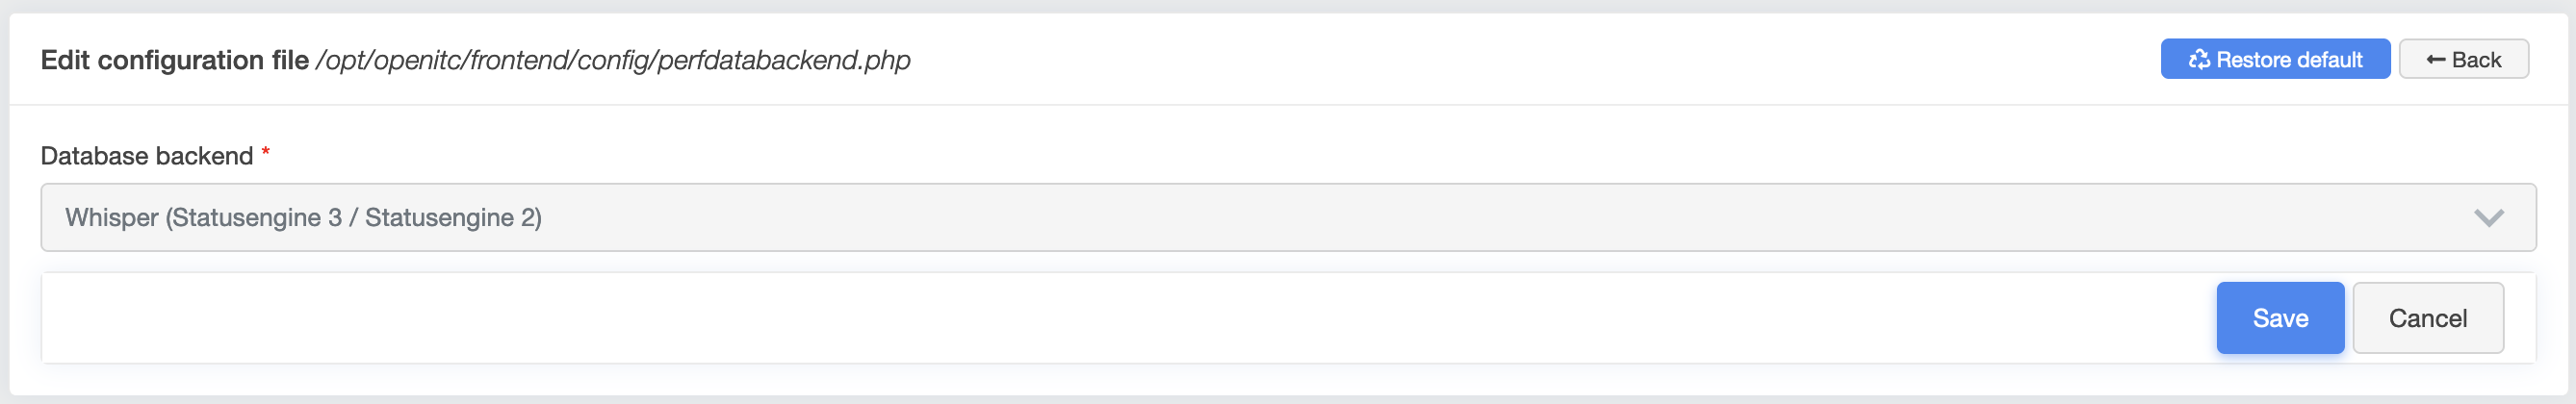 Edit configuration file /opt/openitc/frontend/config/perfdatabackend.php
Restore default
Back
Database backend *
Whisper (Statusengine 3 / Statusengine 2)
Save
Cancel